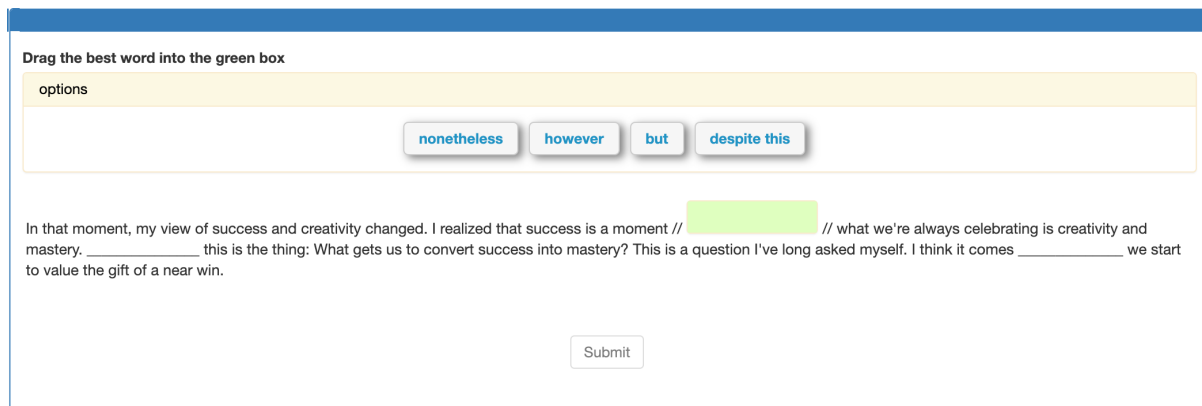 Drag the best word into the green box
options
nonetheless however but despite this
In that moment, my view of success and creativity changed. I realized that success is a moment // // what we're always celebrating is creativity and
mastery. ______________ this is the thing: What gets us to convert success into mastery? This is a question I've long asked myself. I think it comes _____________ we start
to value the gift of a near win.
Submit